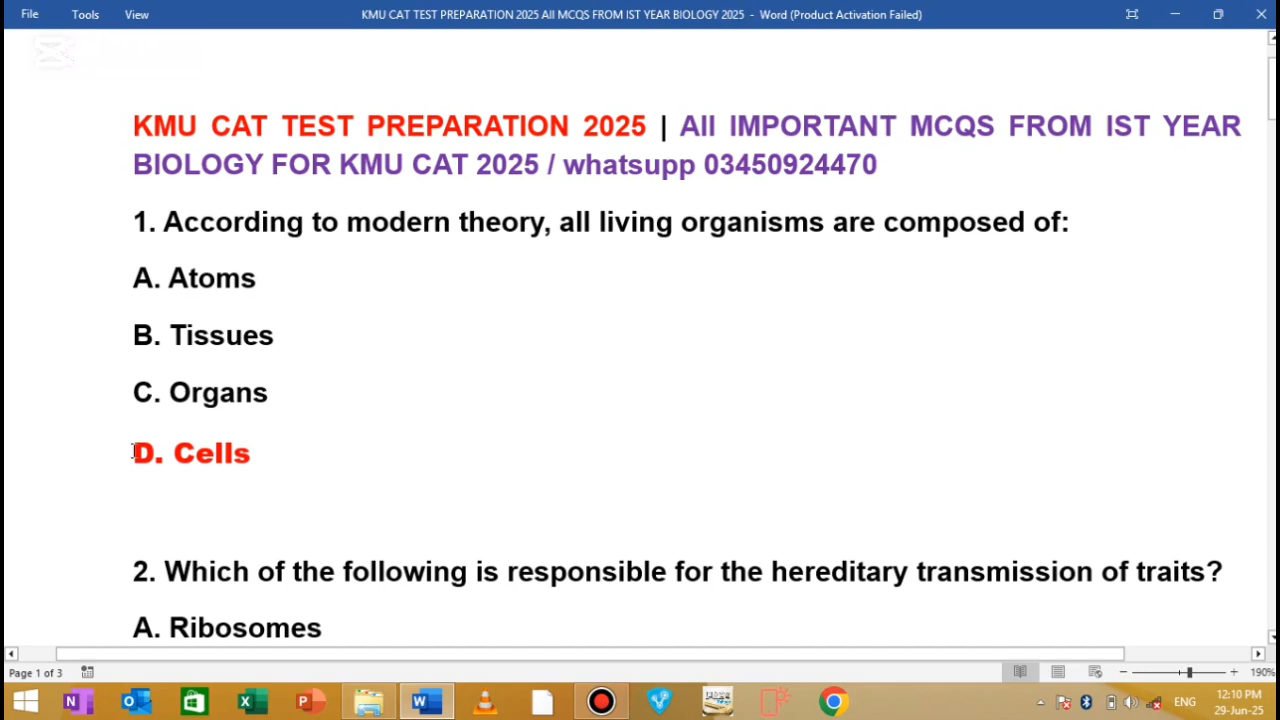 File Tools View KMU CAT TEST PREPARATION 2025 All MCQS FROM IST YEAR BIOLOGY 2025 - Word (Product Activation Failed)
KMU CAT TEST PREPARATION 2025 | All IMPORTANT MCQS FROM IST YEAR
BIOLOGY FOR KMU CAT 2025 / whatsupp 03450924470
1. According to modern theory, all living organisms are composed of:
A. Atoms
B. Tissues
C. Organs
D. Cells
2. Which of the following is responsible for the hereditary transmission of traits?
A. Ribosomes
Page 1 of 3 190%
ENG 12:10 PM
29-Jun-25